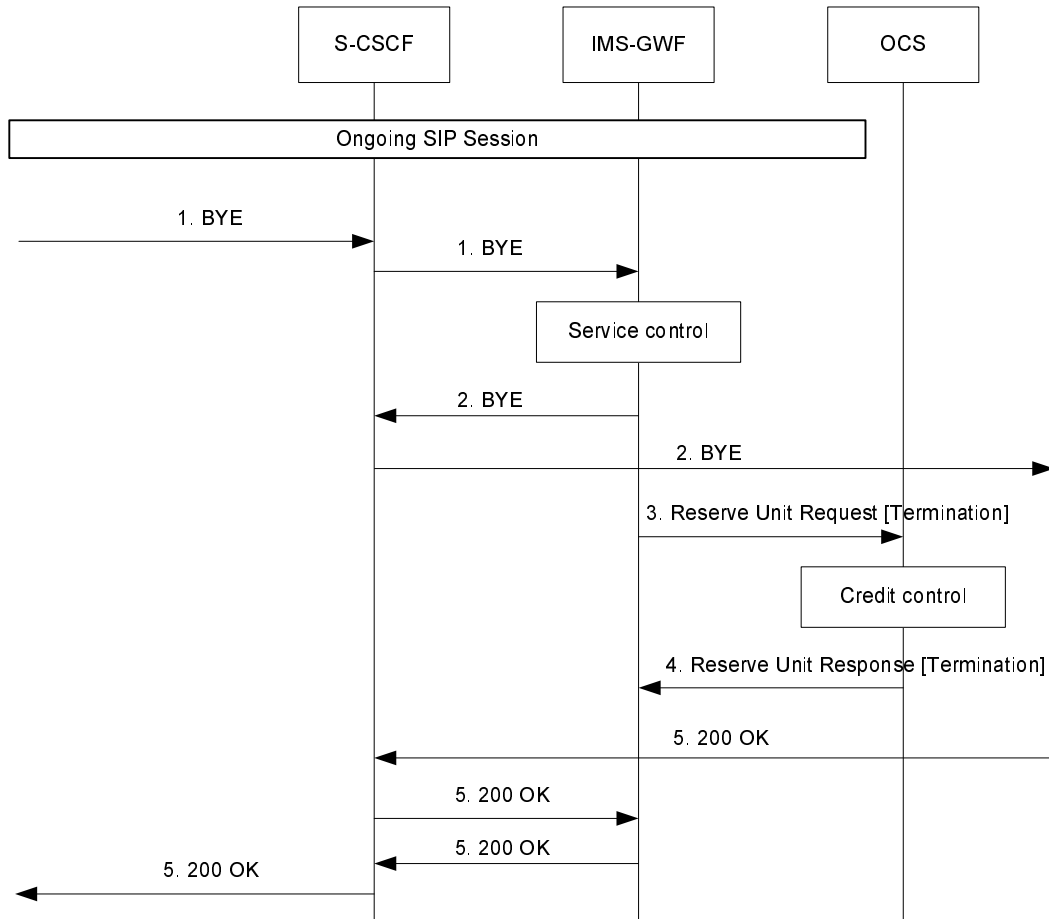 S-CSCF
IMS-GWF
OCS
Ongoing SIP Session
1. BYE
1. BYE
Service control
2. BYE
2. BYE
3. Reserve Unit Request [Termination]
Credit control
4. Reserve Unit Response [Termination]
5. 200 OK
5. 200 OK
5. 200 OK
5. 200 OK